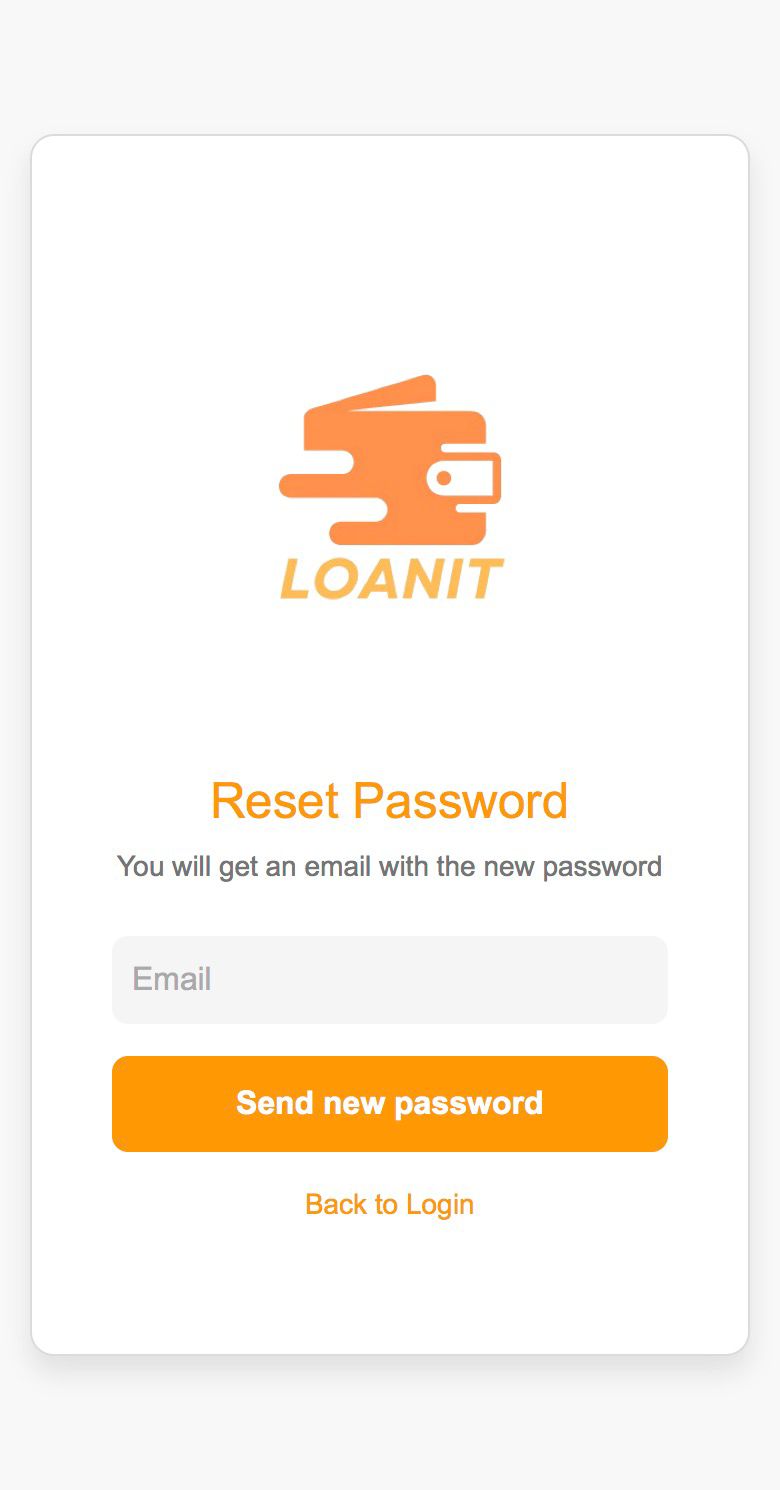 LOANIT
Reset Password
You will get an email with the new password
Email
Send new password
Back to Login